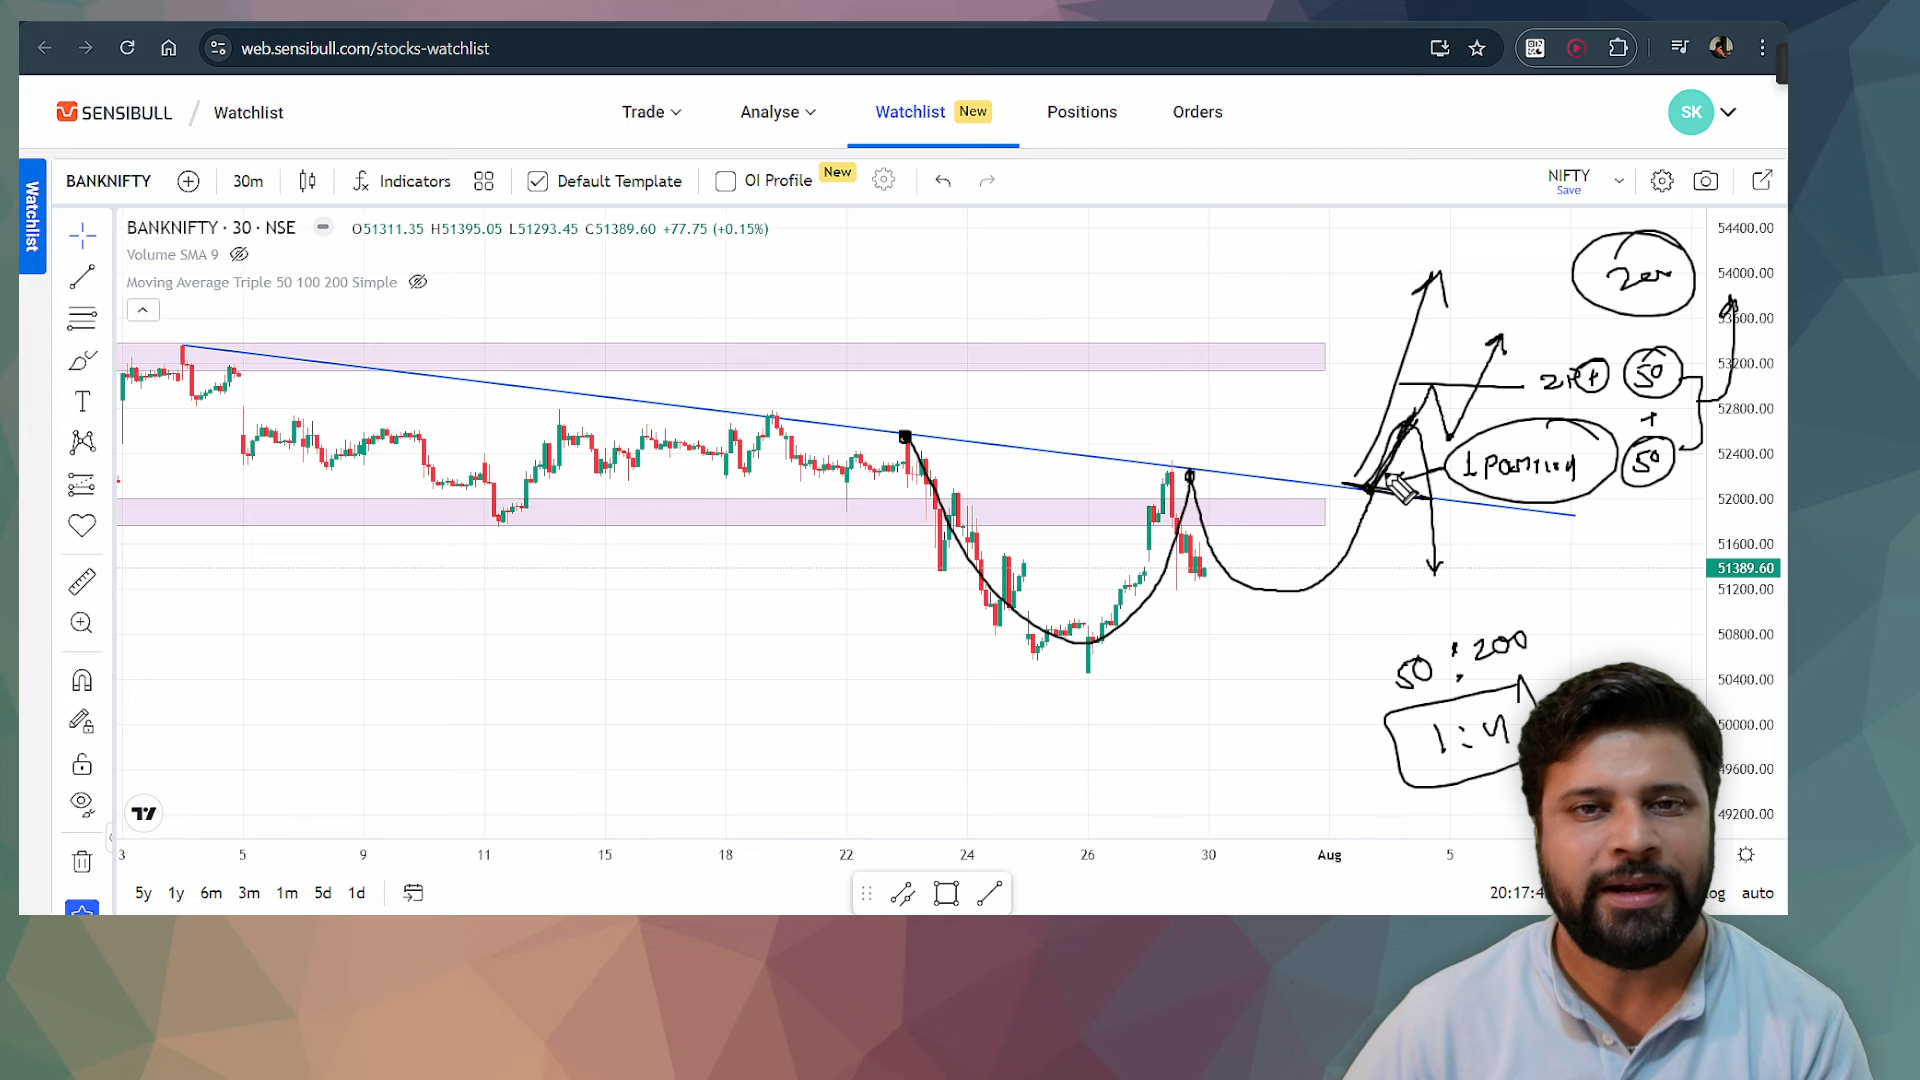 web.sensibull.com/stocks-watchlist
SENSIBULL / Watchlist
Trade
Analyse
Watchlist New
Positions
Orders
SK
Watchlist
BANKNIFTY
30m
Indicators
Default Template
OI Profile New
NIFTY
Save
BANKNIFTY · 30 · NSE
O51311.35 H51395.05 L51293.45 C51389.60 +77.75 (+0.15%)
Volume SMA 9
Moving Average Triple 50 100 200 Simple
54400.00
54000.00
53600.00
53200.00
52800.00
52400.00
52000.00
51600.00
51389.60
51200.00
50800.00
50400.00
50000.00
49600.00
49200.00
50
+
50
50 : 200
3 5 9 11 15 18 22 24 26 30 Aug 5
5y 1y 6m 3m 1m 5d 1d
20:17:4
og auto